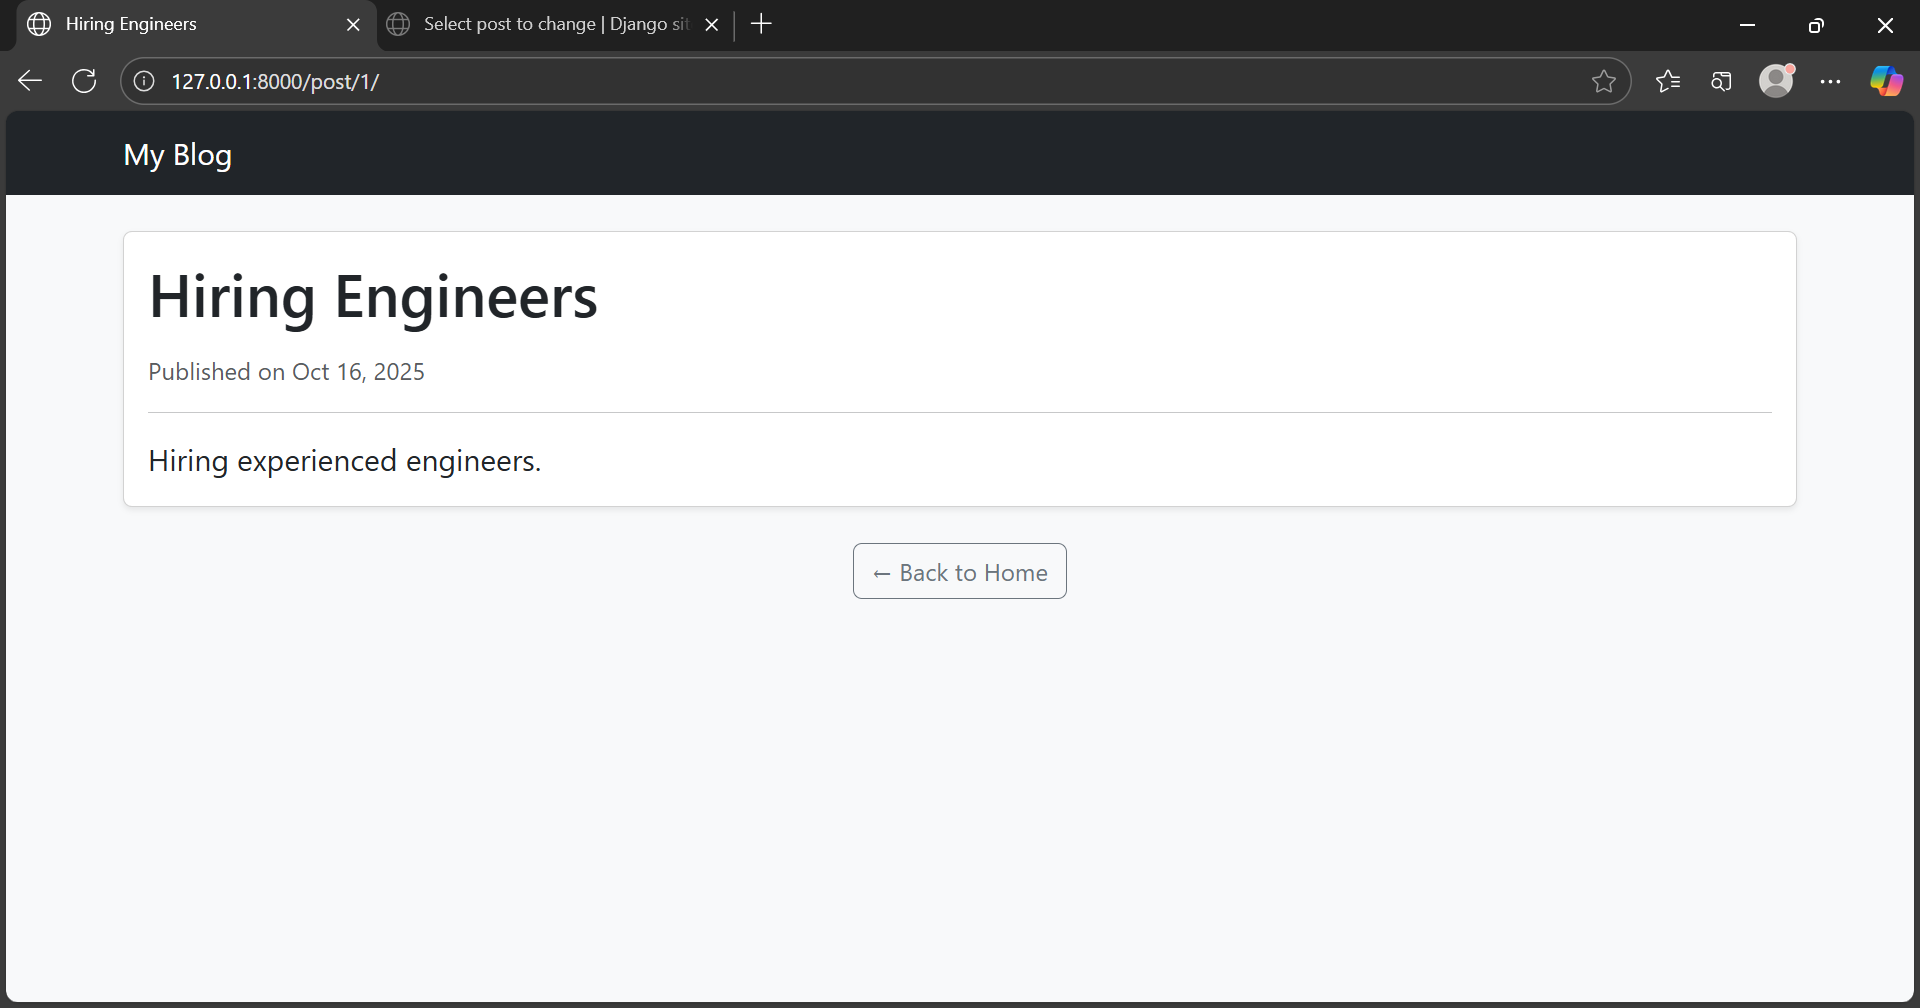 Hiring Engineers
Select post to change | Django sit
127.0.0.1:8000/post/1/
My Blog
Hiring Engineers
Published on Oct 16, 2025
Hiring experienced engineers.
← Back to Home